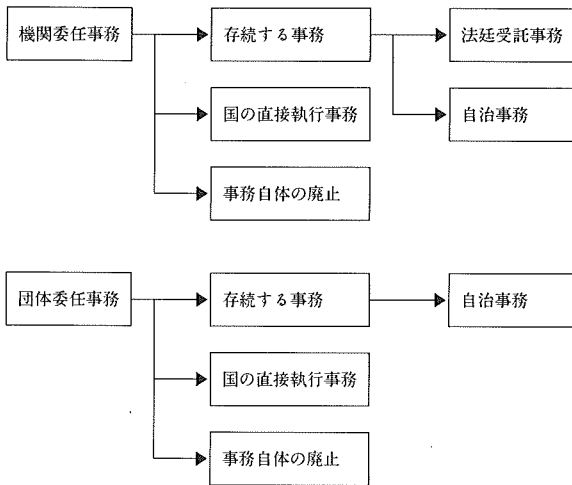 機関委任事務
存続する事務
法廷受託事務
国の直接執行事務
自治事務
事務自体の廃止
団体委任事務
存続する事務
自治事務
国の直接執行事務
事務自体の廃止